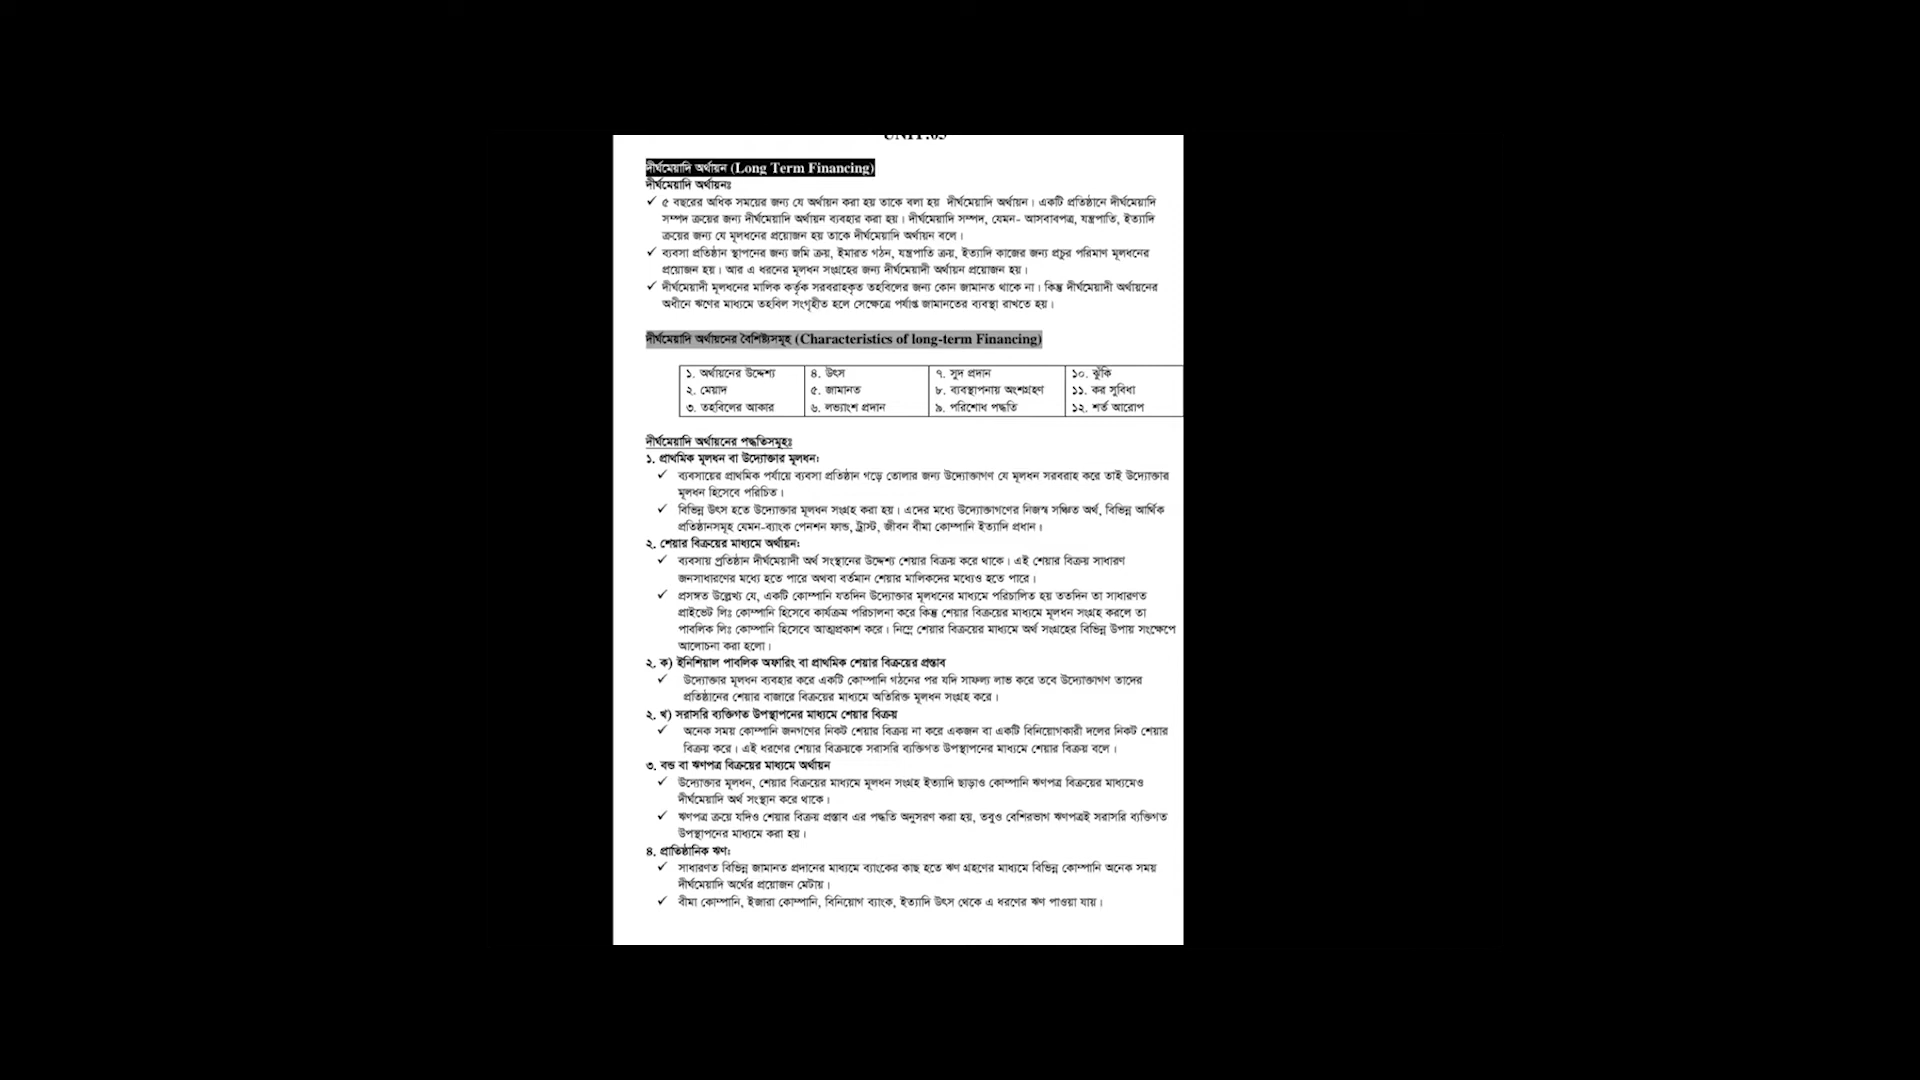 UNIT:05
দীর্ঘমেয়াদি অর্থায়ন (Long Term Financing)
দীর্ঘমেয়াদি অর্থায়নঃ
✓ ৫ বছরের অধিক সময়ের জন্য যে অর্থায়ন করা হয় তাকে বলা হয় দীর্ঘমেয়াদি অর্থায়ন। একটি প্রতিষ্ঠানে দীর্ঘমেয়াদি
সম্পদ ক্রয়ের জন্য দীর্ঘমেয়াদি অর্থায়ন ব্যবহার করা হয়। দীর্ঘমেয়াদি সম্পদ, যেমন- আসবাবপত্র, যন্ত্রপাতি, ইত্যাদি
ক্রয়ের জন্য যে মূলধনের প্রয়োজন হয় তাকে দীর্ঘমেয়াদি অর্থায়ন বলে।
✓ ব্যবসা প্রতিষ্ঠান স্থাপনের জন্য জমি ক্রয়, ইমারত গঠন, যন্ত্রপাতি ক্রয়, ইত্যাদি কাজের জন্য প্রচুর পরিমাণ মূলধনের
প্রয়োজন হয়। আর এ ধরনের মূলধন সংগ্রহের জন্য দীর্ঘমেয়াদী অর্থায়ন প্রয়োজন হয়।
✓ দীর্ঘমেয়াদী মূলধনের মালিক কর্তৃক সরবরাহকৃত তহবিলের জন্য কোন জামানত থাকে না। কিন্তু দীর্ঘমেয়াদী অর্থায়নের
অধীনে ঋণের মাধ্যমে তহবিল সংগৃহীত হলে সেক্ষেত্রে পর্যাপ্ত জামানতের ব্যবস্থা রাখতে হয়।
দীর্ঘমেয়াদি অর্থায়নের বৈশিষ্ট্যসমূহ (Characteristics of long-term Financing)
১. অর্থায়নের উদ্দেশ্য ৪. উৎস ৭. সুদ প্রদান ১০. ঝুঁকি
২. মেয়াদ ৫. জামানত ৮. ব্যবস্থাপনায় অংশগ্রহণ ১১. কর সুবিধা
৩. তহবিলের আকার ৬. লভ্যাংশ প্রদান ৯. পরিশোধ পদ্ধতি ১২. শর্ত আরোপ
দীর্ঘমেয়াদি অর্থায়নের পদ্ধতিসমূহঃ
১. প্রাথমিক মূলধন বা উদ্যোক্তার মূলধন:
✓ ব্যবসায়ের প্রাথমিক পর্যায়ে ব্যবসা প্রতিষ্ঠান গড়ে তোলার জন্য উদ্যোক্তাগণ যে মূলধন সরবরাহ করে তাই উদ্যোক্তার
মূলধন হিসেবে পরিচিত।
✓ বিভিন্ন উৎস হতে উদ্যোক্তার মূলধন সংগ্রহ করা হয়। এদের মধ্যে উদ্যোক্তাগণের নিজস্ব সঞ্চিত অর্থ, বিভিন্ন আর্থিক
প্রতিষ্ঠানসমূহ যেমন-ব্যাংক পেনশন ফান্ড, ট্রাস্ট, জীবন বীমা কোম্পানি ইত্যাদি প্রধান।
২. শেয়ার বিক্রয়ের মাধ্যমে অর্থায়ন:
✓ ব্যবসায় প্রতিষ্ঠান দীর্ঘমেয়াদী অর্থ সংস্থানের উদ্দেশ্য শেয়ার বিক্রয় করে থাকে। এই শেয়ার বিক্রয় সাধারণ
জনসাধারণের মধ্যে হতে পারে অথবা বর্তমান শেয়ার মালিকদের মধ্যেও হতে পারে।
✓ প্রসঙ্গত উল্লেখ্য যে, একটি কোম্পানি যতদিন উদ্যোক্তার মূলধনের মাধ্যমে পরিচালিত হয় ততদিন তা সাধারণত
প্রাইভেট লিঃ কোম্পানি হিসেবে কার্যক্রম পরিচালনা করে কিন্তু শেয়ার বিক্রয়ের মাধ্যমে মূলধন সংগ্রহ করলে তা
পাবলিক লিঃ কোম্পানি হিসেবে আত্মপ্রকাশ করে। নিম্নে শেয়ার বিক্রয়ের মাধ্যমে অর্থ সংগ্রহের বিভিন্ন উপায় সংক্ষেপে
আলোচনা করা হলো।
২. ক) ইনিশিয়াল পাবলিক অফারিং বা প্রাথমিক শেয়ার বিক্রয়ের প্রস্তাব
✓ উদ্যোক্তার মূলধন ব্যবহার করে একটি কোম্পানি গঠনের পর যদি সাফল্য লাভ করে তবে উদ্যোক্তাগণ তাদের
প্রতিষ্ঠানের শেয়ার বাজারে বিক্রয়ের মাধ্যমে অতিরিক্ত মূলধন সংগ্রহ করে।
২. খ) সরাসরি ব্যক্তিগত উপস্থাপনের মাধ্যমে শেয়ার বিক্রয়
✓ অনেক সময় কোম্পানি জনগণের নিকট শেয়ার বিক্রয় না করে একজন বা একটি বিনিয়োগকারী দলের নিকট শেয়ার
বিক্রয় করে। এই ধরণের শেয়ার বিক্রয়কে সরাসরি ব্যক্তিগত উপস্থাপনের মাধ্যমে শেয়ার বিক্রয় বলে।
৩. বন্ড বা ঋণপত্র বিক্রয়ের মাধ্যমে অর্থায়ন
✓ উদ্যোক্তার মূলধন, শেয়ার বিক্রয়ের মাধ্যমে মূলধন সংগ্রহ ইত্যাদি ছাড়াও কোম্পানি ঋণপত্র বিক্রয়ের মাধ্যমেও
দীর্ঘমেয়াদি অর্থ সংস্থান করে থাকে।
✓ ঋণপত্র ক্রয়ে যদিও শেয়ার বিক্রয় প্রস্তাব এর পদ্ধতি অনুসরণ করা হয়, তবুও বেশিরভাগ ঋণপত্রই সরাসরি ব্যক্তিগত
উপস্থাপনের মাধ্যমে করা হয়।
৪. প্রাতিষ্ঠানিক ঋণ:
✓ সাধারণত বিভিন্ন জামানত প্রদানের মাধ্যমে ব্যাংকের কাছ হতে ঋণ গ্রহণের মাধ্যমে বিভিন্ন কোম্পানি অনেক সময়
দীর্ঘমেয়াদি অর্থের প্রয়োজন মেটায়।
✓ বীমা কোম্পানি, ইজারা কোম্পানি, বিনিয়োগ ব্যাংক, ইত্যাদি উৎস থেকে এ ধরণের ঋণ পাওয়া যায়।